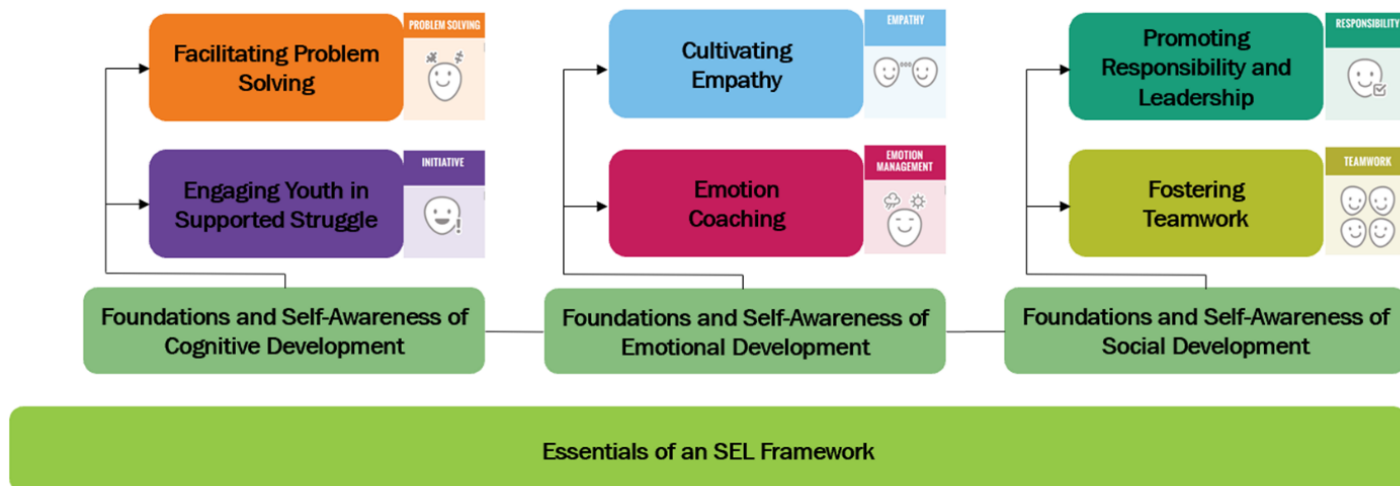 PROBLEM SOLVING
Facilitating Problem
Solving
EMPATHY
Cultivating
Empathy
RESPONSIBILITY
Promoting
Responsibility and
Leadership
INITIATIVE
Engaging Youth in
Supported Struggle
EMOTION
MANAGEMENT
Emotion
Coaching
TEAMWORK
Fostering
Teamwork
Foundations and Self-Awareness of
Cognitive Development
Foundations and Self-Awareness of
Emotional Development
Foundations and Self-Awareness of
Social Development
Essentials of an SEL Framework